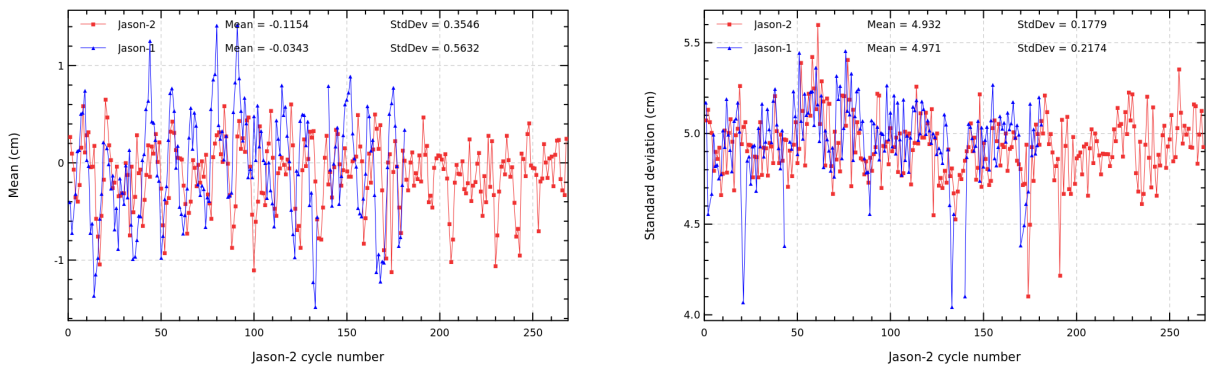 Jason-2 Mean = -0.1154 StdDev = 0.3546
Jason-1 Mean = -0.0343 StdDev = 0.5632
Mean (cm)
1
0
-1
0 50 100 150 200 250
Jason-2 cycle number
Jason-2 Mean = 4.932 StdDev = 0.1779
Jason-1 Mean = 4.971 StdDev = 0.2174
Standard deviation (cm)
5.5
5.0
4.5
4.0
0 50 100 150 200 250
Jason-2 cycle number